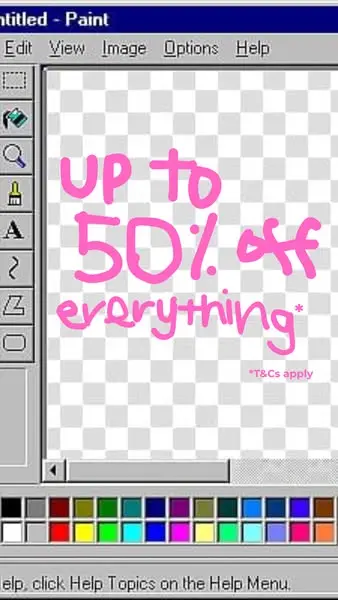 ntitled - Paint
Edit View Image Options Help
up to
50% off
everything*
*T&Cs apply
A
elp, click Help Topics on the Help Menu.